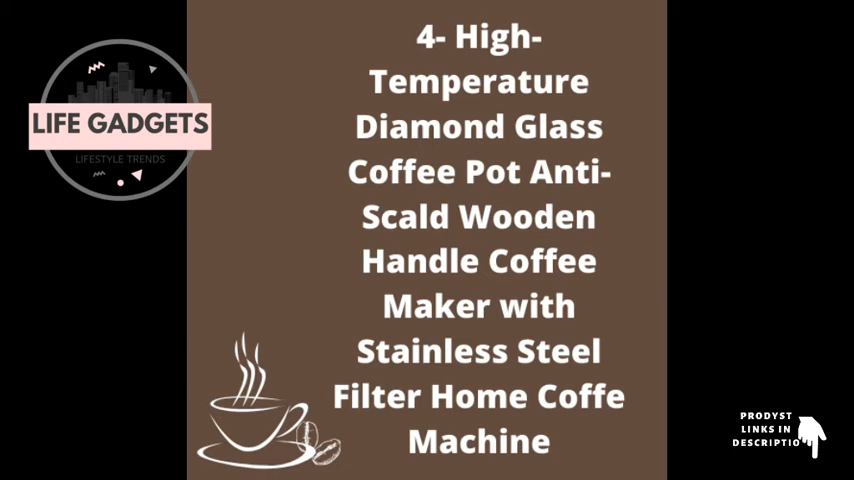 4- High-
Temperature
Diamond Glass
Coffee Pot Anti-
Scald Wooden
Handle Coffee
Maker with
Stainless Steel
Filter Home Coffe
Machine
LIFE GADGETS
LIFESTYLE TRENDS
PRODYST
LINKS IN
DESCRIPTIO